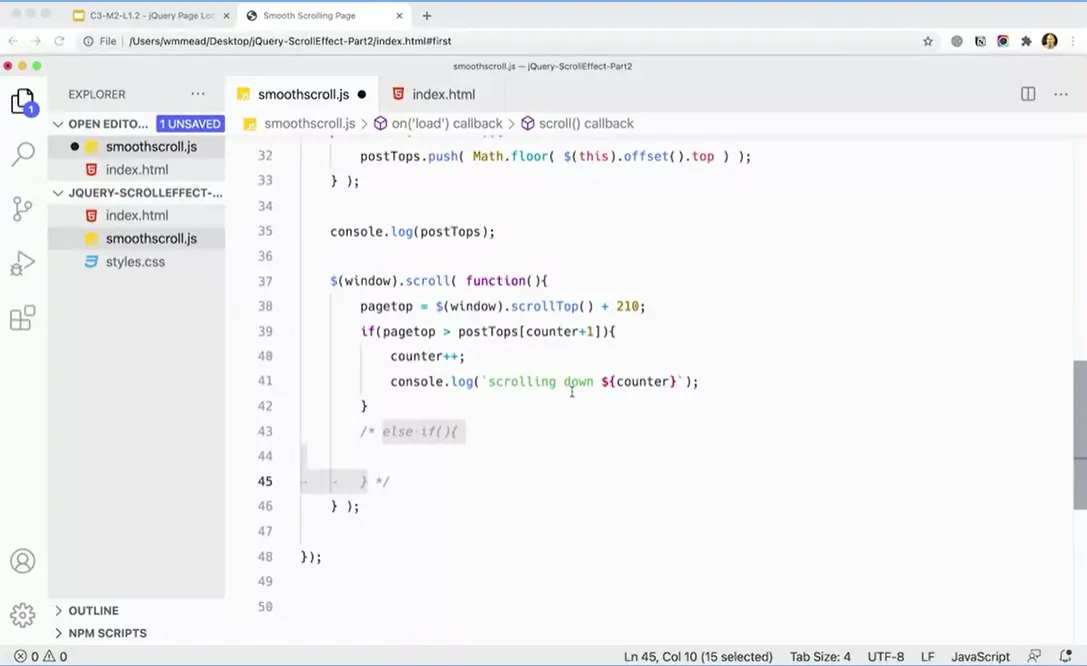 C3-M2-L1.2 - jQuery Page Loc
Smooth Scrolling Page
File | /Users/wmmead/Desktop/jQuery-ScrollEffect-Part2/index.html#first
smoothscroll.js — jQuery-ScrollEffect-Part2
EXPLORER
smoothscroll.js
index.html
OPEN EDITO... 1 UNSAVED
smoothscroll.js > on('load') callback > scroll() callback
smoothscroll.js
index.html
JQUERY-SCROLLEFFECT-...
index.html
smoothscroll.js
styles.css
32 postTops.push( Math.floor( $(this).offset().top ) );
33 } );
34
35 console.log(postTops);
36
37 $(window).scroll( function(){
38 pagetop = $(window).scrollTop() + 210;
39 if(pagetop > postTops[counter+1]){
40 counter++;
41 console.log(`scrolling down ${counter}`);
42 }
43 /* else if(){
44
45 } */
46 } );
47
48 });
49
50
1
OUTLINE
NPM SCRIPTS
0 0 Ln 45, Col 10 (15 selected) Tab Size: 4 UTF-8 LF JavaScript